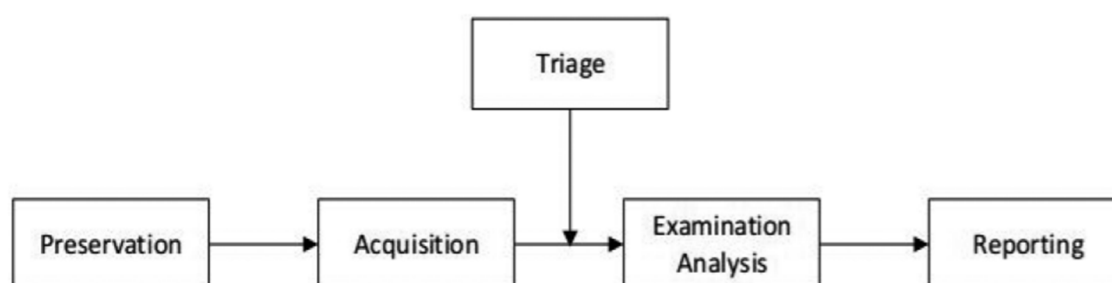 Triage
Preservation
Acquisition
Examination
Analysis
Reporting